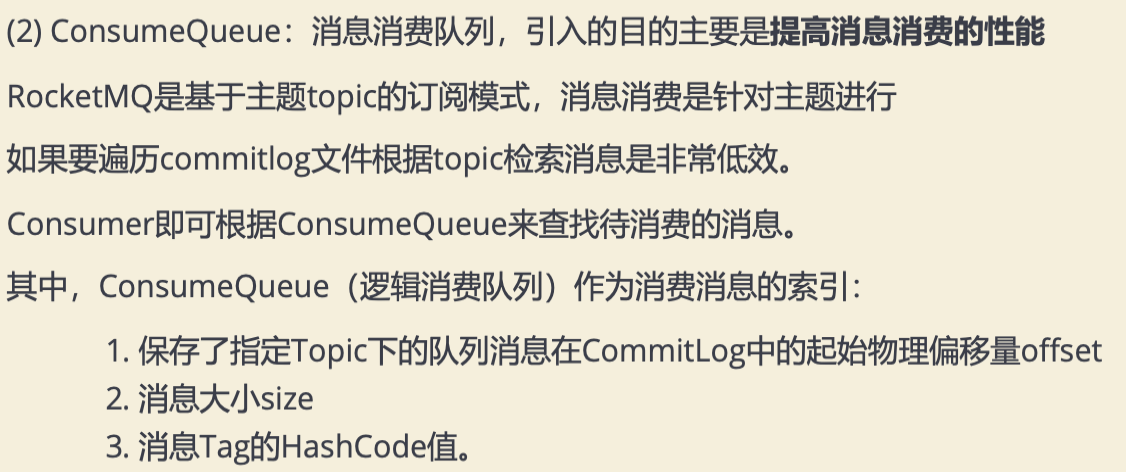 (2) ConsumeQueue：消息消费队列，引入的目的主要是提高消息消费的性能
RocketMQ是基于主题topic的订阅模式，消息消费是针对主题进行
如果要遍历commitlog文件根据topic检索消息是非常低效。
Consumer即可根据ConsumeQueue来查找待消费的消息。
其中，ConsumeQueue（逻辑消费队列）作为消费消息的索引：
1. 保存了指定Topic下的队列消息在CommitLog中的起始物理偏移量offset
2. 消息大小size
3. 消息Tag的HashCode值。